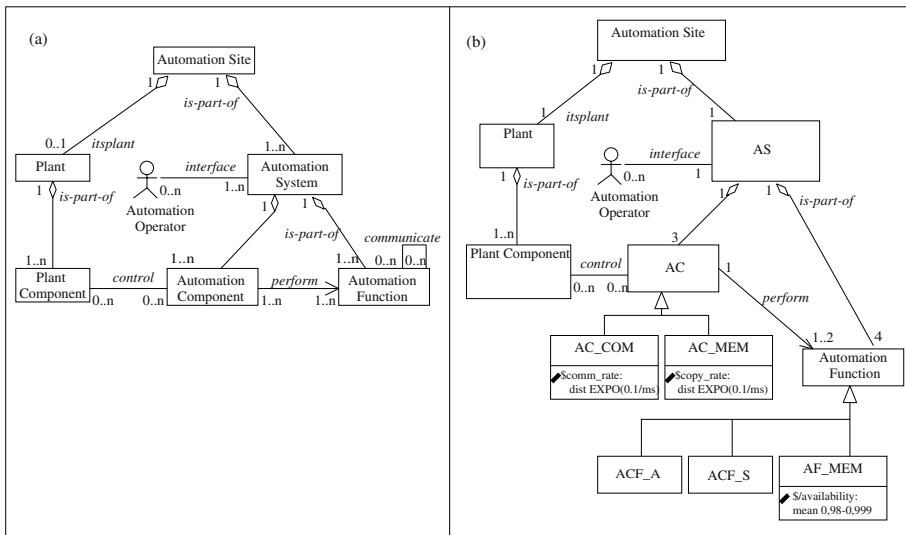 (a)
Automation Site
1
1
is-part-of
0..1
itsplant
1..n
Plant
interface
Automation
System
0..n
1..n
1
is-part-of
Automation
Operator
1
1
is-part-of
communicate
1..n
1..n
1..n
0..n
0..n
Plant
Component
control
Automation
Component
perform
Automation
Function
0..n
0..n
1..n
1..n
(b)
Automation Site
1
1
is-part-of
1
itsplant
1
Plant
AS
interface
0..n
1
1
is-part-of
Automation
Operator
1
1
is-part-of
1..n
3
Plant Component
control
AC
1
0..n
0..n
perform
1..2
4
AC_COM
$comm_rate:
dist EXPO(0.1/ms)
AC_MEM
$copy_rate:
dist EXPO(0.1/ms)
Automation
Function
ACF_A
ACF_S
AF_MEM
$/availability:
mean 0,98-0,999